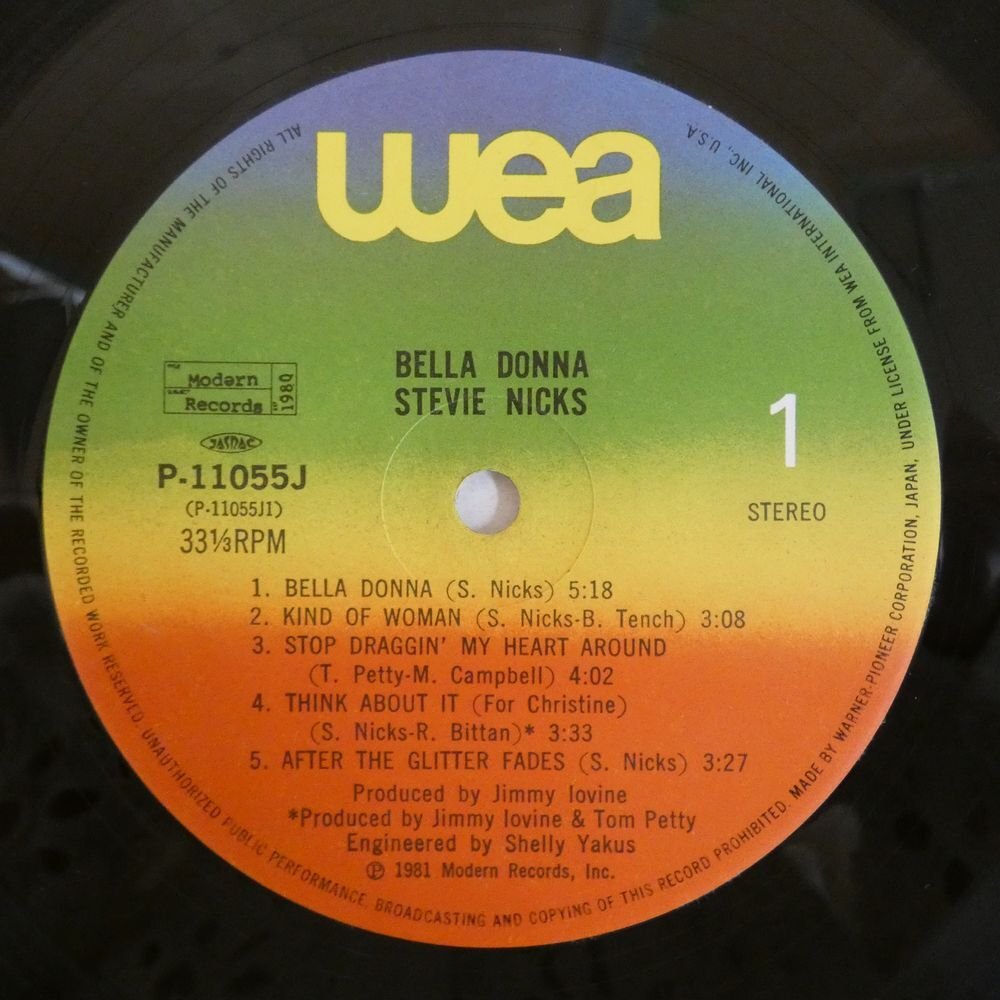 wea
BELLA DONNA
STEVIE NICKS
Modern
Records
1980
JASRAC
P-11055J
(P-11055J1)
33⅓RPM
1
STEREO
1. BELLA DONNA (S. Nicks) 5:18
2. KIND OF WOMAN (S. Nicks-B. Tench) 3:08
3. STOP DRAGGIN' MY HEART AROUND
(T. Petty-M. Campbell) 4:02
4. THINK ABOUT IT (For Christine)
(S. Nicks-R. Bittan)* 3:33
5. AFTER THE GLITTER FADES (S. Nicks) 3:27
Produced by Jimmy Iovine
*Produced by Jimmy Iovine & Tom Petty
Engineered by Shelly Yakus
℗ 1981 Modern Records, Inc.
ALL RIGHTS OF THE MANUFACTURER AND OF THE OWNER OF THE RECORDED WORK RESERVED. UNAUTHORIZED PUBLIC PERFORMANCE, BROADCASTING AND COPYING OF THIS RECORD PROHIBITED. MADE BY WARNER-PIONEER CORPORATION, JAPAN, UNDER LICENSE FROM WEA INTERNATIONAL INC., U.S.A.